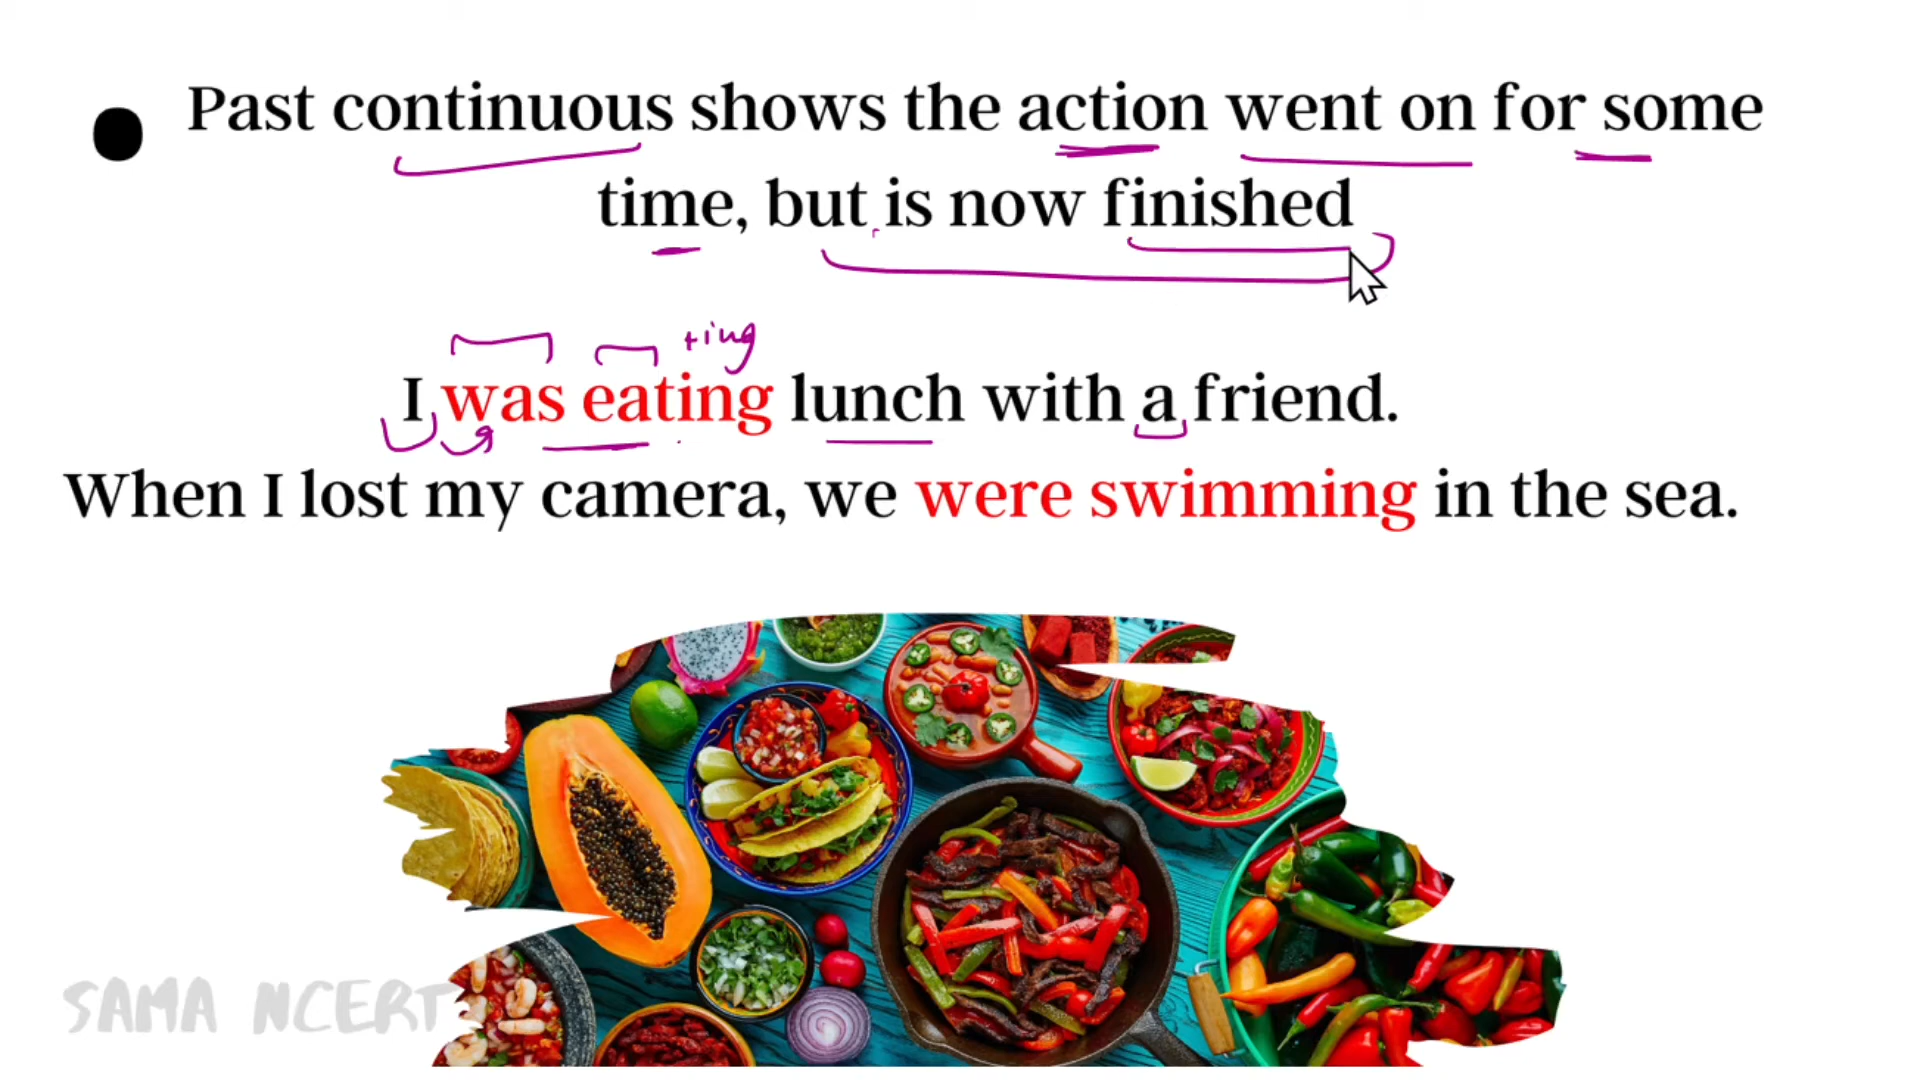 Past continuous shows the action went on for some
time, but is now finished
+ing
I was eating lunch with a friend.
When I lost my camera, we were swimming in the sea.
SAMA NCERT